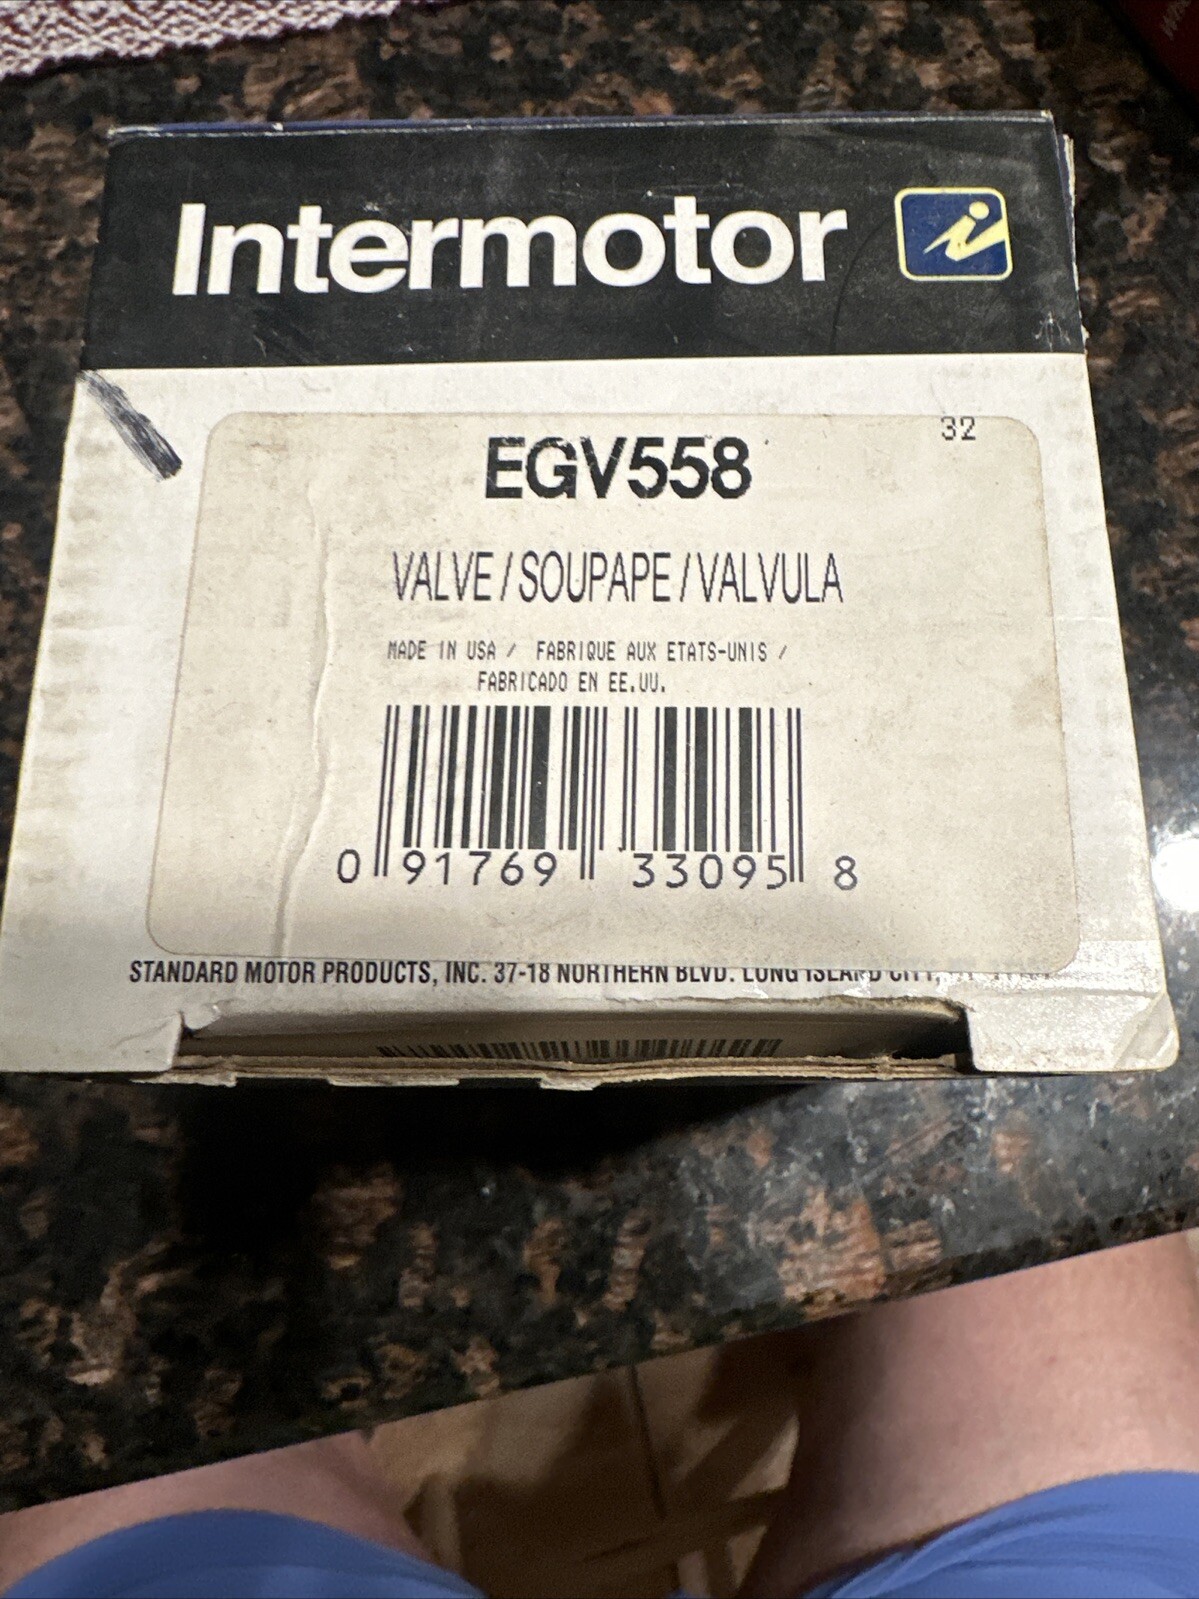 Intermotor
32
EGV558
VALVE / SOUPAPE / VALVULA
MADE IN USA / FABRIQUE AUX ETATS-UNIS /
FABRICADO EN EE.UU.
0 91769 33095 8
STANDARD MOTOR PRODUCTS, INC. 37-18 NORTHERN BLVD. LONG ISLAND CITY,